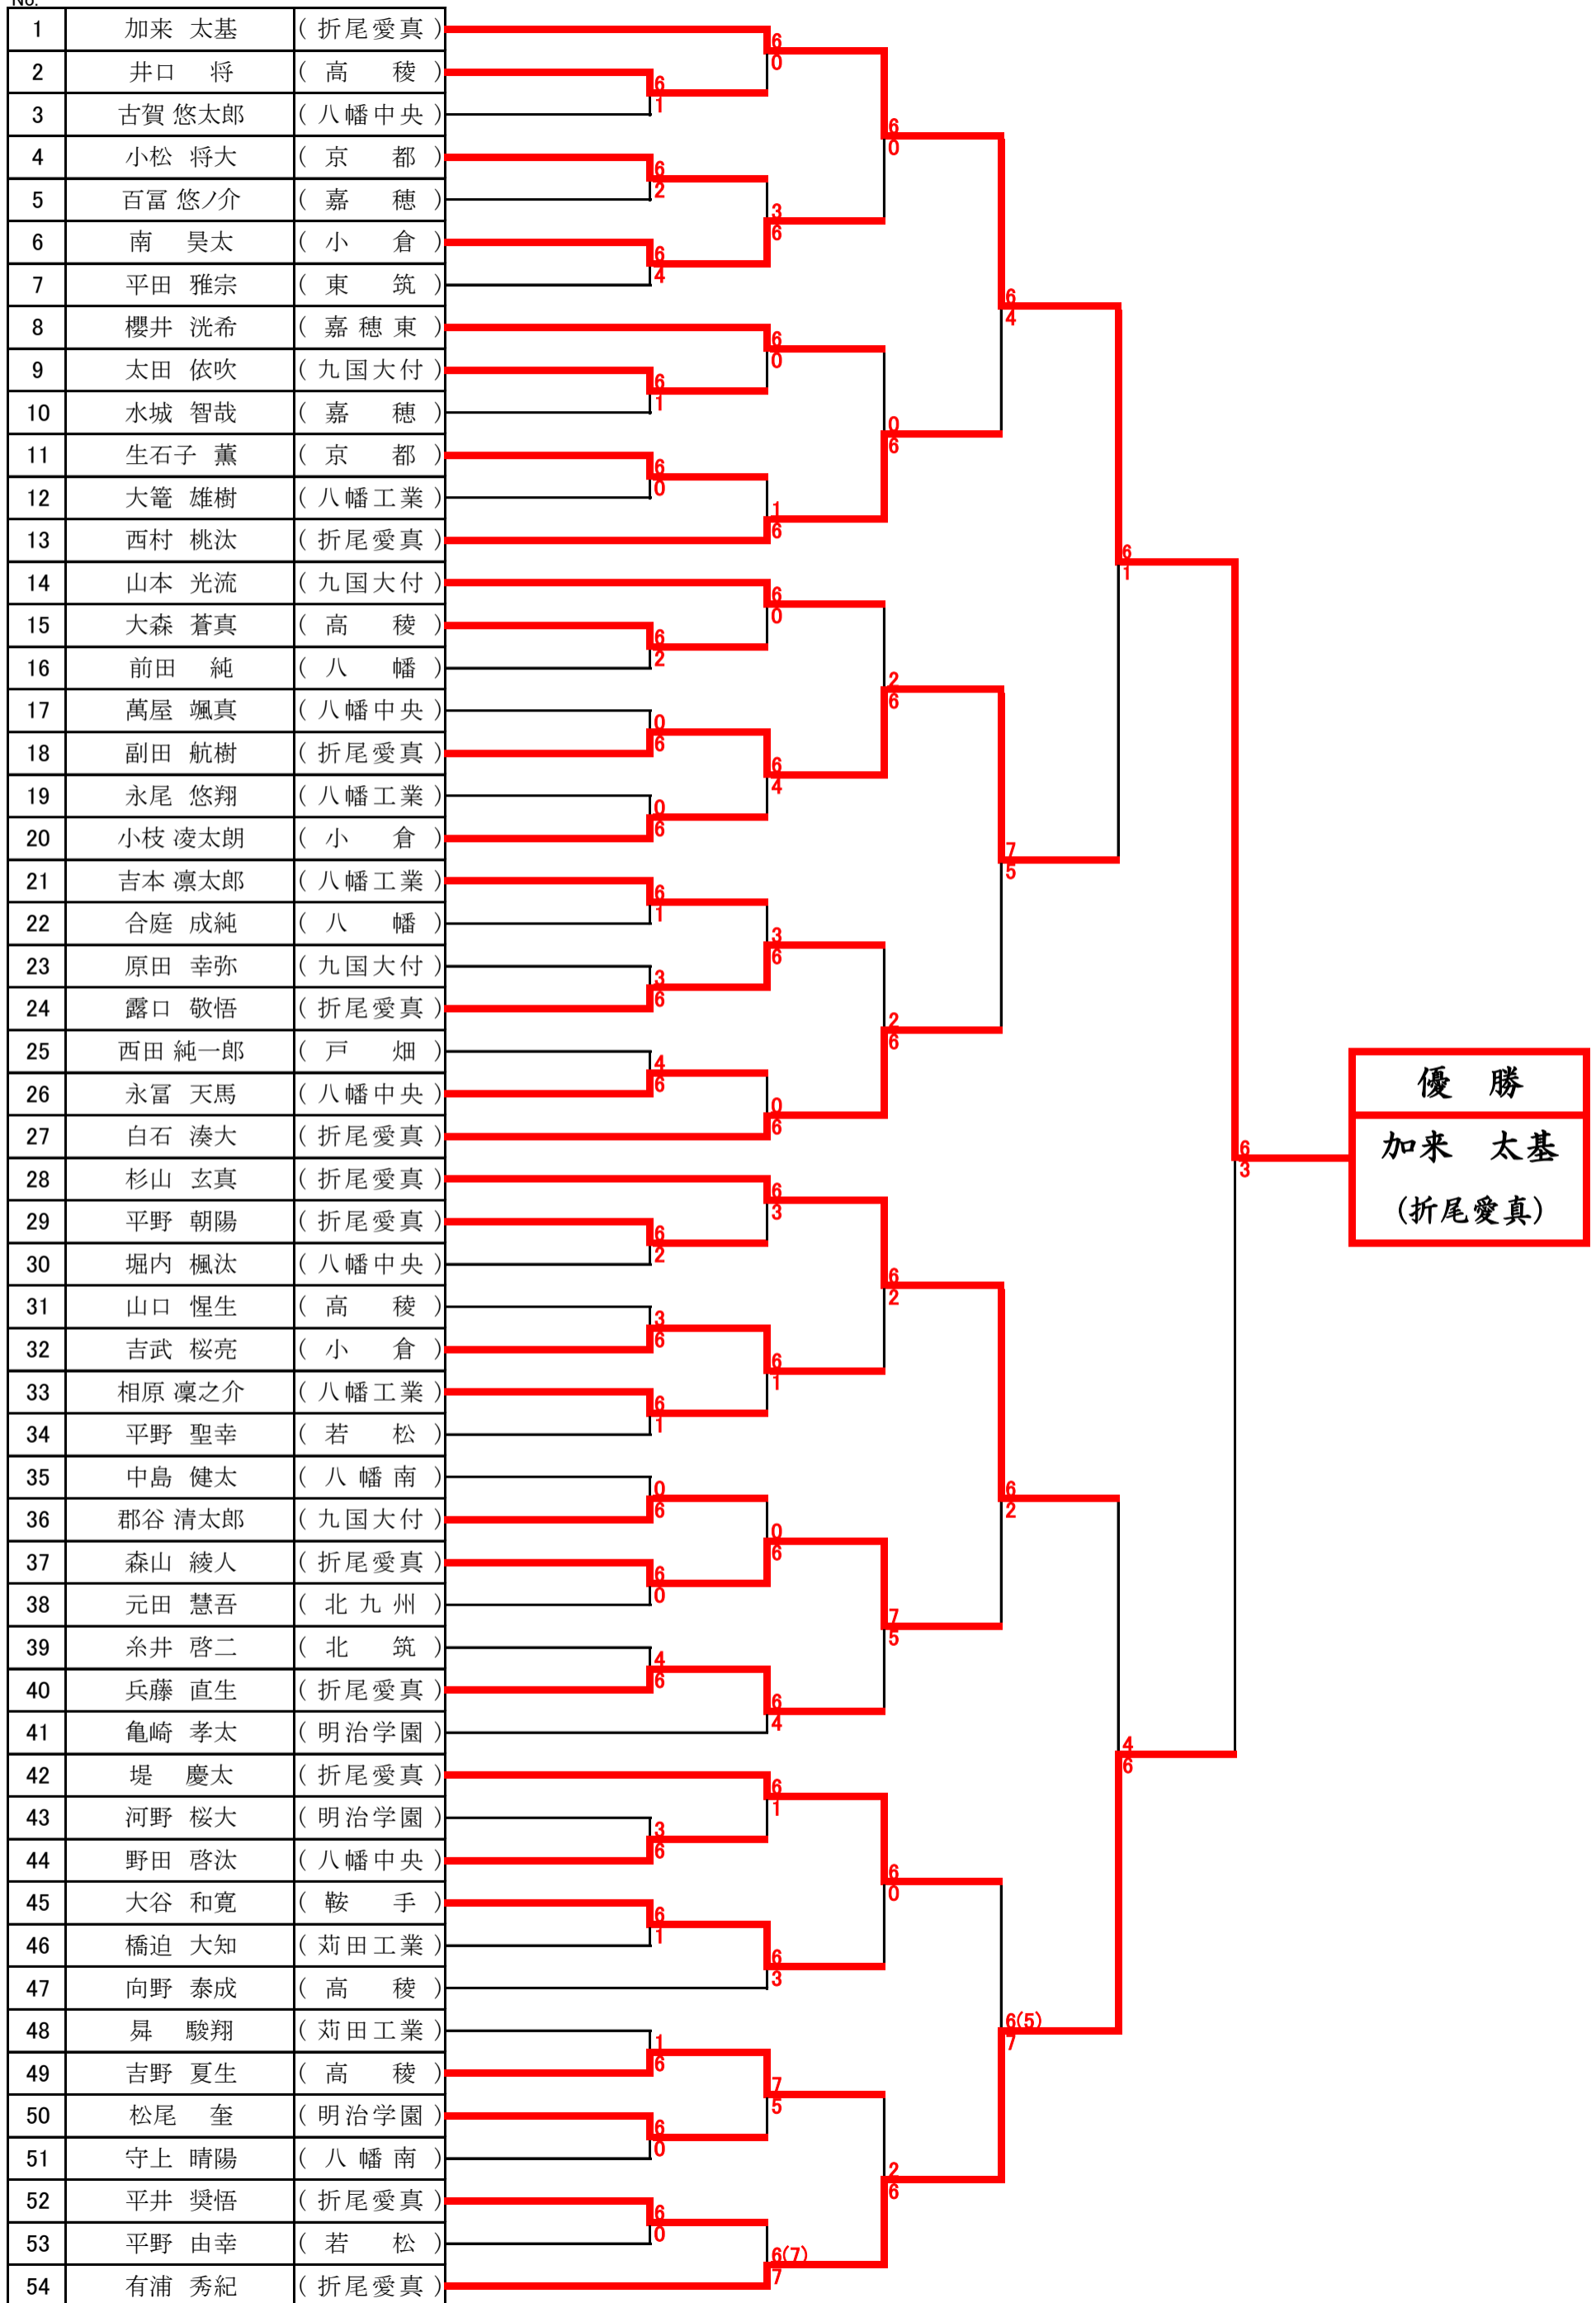 No.
1 加来 太基 (折尾愛真)
2 井口 将 (高 稜)
3 古賀 悠太郎 (八幡中央)
4 小松 将大 (京 都)
5 百冨 悠ノ介 (嘉 穂)
6 南 昊太 (小 倉)
7 平田 雅宗 (東 筑)
8 櫻井 洸希 (嘉穂東)
9 太田 依吹 (九国大付)
10 水城 智哉 (嘉 穂)
11 生石子 薫 (京 都)
12 大篭 雄樹 (八幡工業)
13 西村 桃汰 (折尾愛真)
14 山本 光流 (九国大付)
15 大森 蒼真 (高 稜)
16 前田 純 (八 幡)
17 萬屋 颯真 (八幡中央)
18 副田 航樹 (折尾愛真)
19 永尾 悠翔 (八幡工業)
20 小枝 凌太朗 (小 倉)
21 吉本 凛太郎 (八幡工業)
22 合庭 成純 (八 幡)
23 原田 幸弥 (九国大付)
24 露口 敬悟 (折尾愛真)
25 西田 純一郎 (戸 畑)
26 永冨 天馬 (八幡中央)
27 白石 湊大 (折尾愛真)
28 杉山 玄真 (折尾愛真)
29 平野 朝陽 (折尾愛真)
30 堀内 楓汰 (八幡中央)
31 山口 惺生 (高 稜)
32 吉武 桜亮 (小 倉)
33 相原 凜之介 (八幡工業)
34 平野 聖幸 (若 松)
35 中島 健太 (八幡南)
36 郡谷 清太郎 (九国大付)
37 森山 綾人 (折尾愛真)
38 元田 慧吾 (北九州)
39 糸井 啓二 (北 筑)
40 兵藤 直生 (折尾愛真)
41 亀崎 孝太 (明治学園)
42 堤 慶太 (折尾愛真)
43 河野 桜大 (明治学園)
44 野田 啓汰 (八幡中央)
45 大谷 和寛 (鞍 手)
46 橋迫 大知 (苅田工業)
47 向野 泰成 (高 稜)
48 曻 駿翔 (苅田工業)
49 吉野 夏生 (高 稜)
50 松尾 奎 (明治学園)
51 守上 晴陽 (八幡南)
52 平井 奨悟 (折尾愛真)
53 平野 由幸 (若 松)
54 有浦 秀紀 (折尾愛真)
6
1
6
2
6
4
6
1
6
0
6
2
0
6
0
6
6
1
3
6
4
6
6
2
3
6
6
1
0
6
6
0
4
6
3
6
6
1
1
6
6
0
6
0
6
0
3
6
6
0
1
6
6
0
6
4
3
6
0
6
6
3
6
1
0
6
6
4
6
1
6
3
7
5
6(7)
7
6
0
0
6
2
6
2
6
6
2
7
5
6
0
2
6
6
4
7
5
6
2
6(5)
7
6
1
4
6
6
3
優 勝
加来 太基
(折尾愛真)